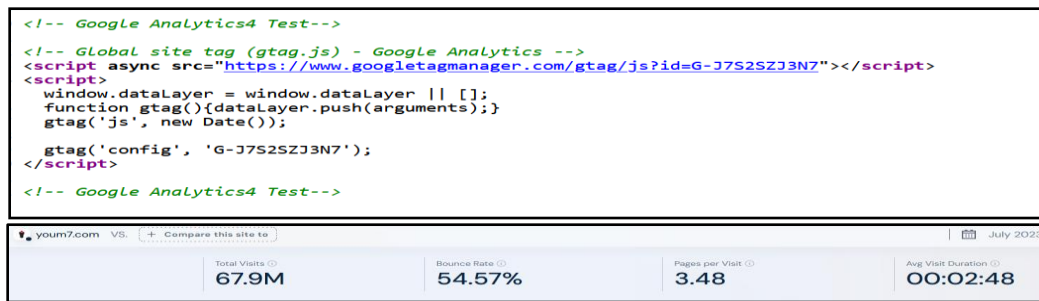 <!-- Google Analytics4 Test-->
<!-- Global site tag (gtag.js) - Google Analytics -->
<script async src="https://www.googletagmanager.com/gtag/js?id=G-J7S2SZJ3N7"></script>
<script>
window.dataLayer = window.dataLayer || [];
function gtag(){dataLayer.push(arguments);}
gtag('js', new Date());
gtag('config', 'G-J7S2SZJ3N7');
</script>
<!-- Google Analytics4 Test-->
youm7.com VS. + Compare this site to July 2023
Total Visits Bounce Rate Pages per Visit Avg Visit Duration
67.9M 54.57% 3.48 00:02:48